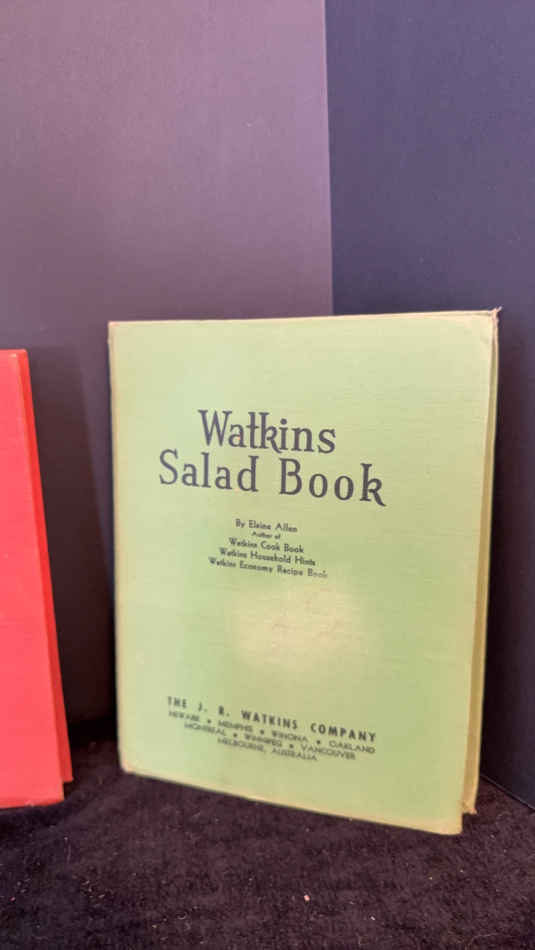 Watkins
Salad Book
By Elaine Allen
Author of
Watkins Cook Book
Watkins Household Hints
Watkins Economy Recipe Book
THE J. R. WATKINS COMPANY
NEWARK • MEMPHIS • WINONA • OAKLAND
MONTREAL • WINNIPEG • VANCOUVER
MELBOURNE, AUSTRALIA